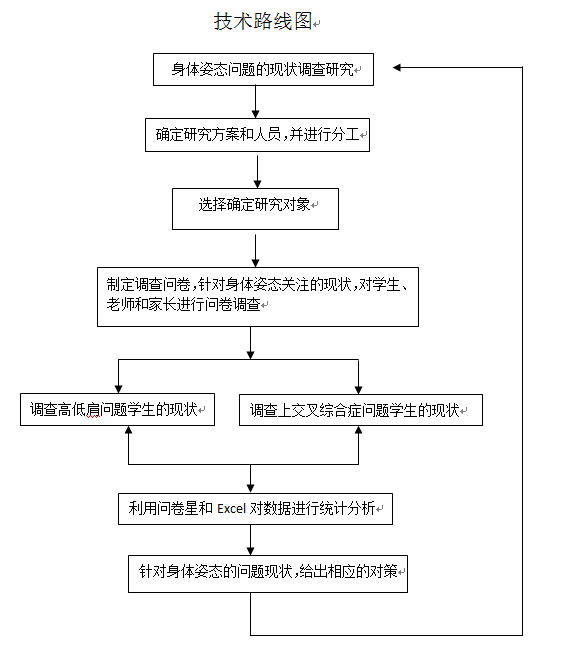 技术路线图
身体姿态问题的现状调查研究
确定研究方案和人员,并进行分工
选择确定研究对象
制定调查问卷,针对身体姿态关注的现状,对学生、
老师和家长进行问卷调查
调查高低肩问题学生的现状
调查上交叉综合症问题学生的现状
利用问卷星和 Excel 对数据进行统计分析
针对身体姿态的问题现状,给出相应的对策